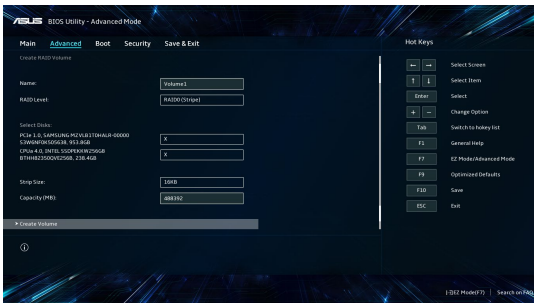 ASUS BIOS Utility - Advanced Mode
Main Advanced Boot Security Save & Exit
Hot Keys
Create RAID Volume
← → Select Screen
↑ ↓ Select Item
Name: Volume1
Enter Select
RAID Level: RAID0 (Stripe)
+ − Change Option
Select Disks:
Tab Switch to hokey list
PCIe 1.0, SAMSUNG MZVLB1T0HALR-00000
S3W6NF0K505638, 953.8GB
X
F1 General Help
CPUa 4.0, INTEL SSDPEKKW256G8
BTHH82350QVE256B, 238.4GB
X
F7 EZ Mode/Advanced Mode
F9 Optimized Defaults
Strip Size: 16KB
F10 Save
Capacity (MB): 488392
ESC Exit
Create Volume
EZ Mode(F7) | Search on FAQ